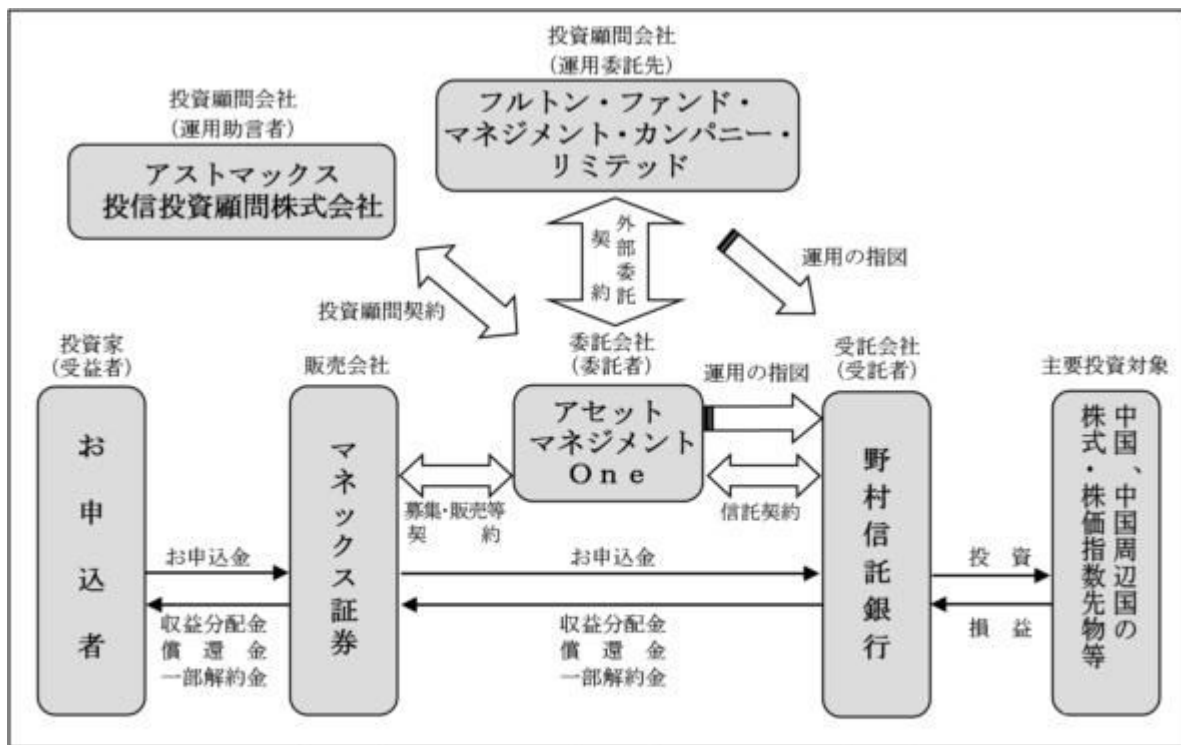 投資顧問会社
(運用委託先)
フルトン・ファンド・
マネジメント・カンパニー・
リミテッド
投資顧問会社
(運用助言者)
アストマックス
投信投資顧問株式会社
外部委託
契約
運用の指図
投資顧問契約
投資家
(受益者)
お申込者
販売会社
マネックス証券
委託会社
(委託者)
アセット
マネジメント
One
運用の指図
受託会社
(受託者)
野村信託銀行
主要投資対象
中国、中国周辺国の
株式・株価指数先物等
募集・販売等
契約
信託契約
お申込金
収益分配金
償還金
一部解約金
お申込金
収益分配金
償還金
一部解約金
投資
損益